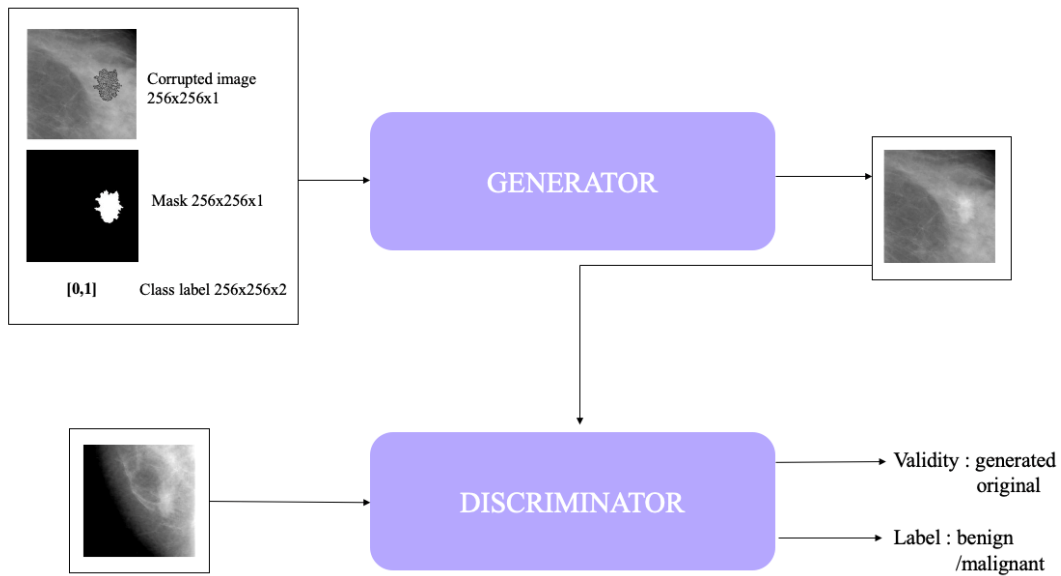 Corrupted image
256x256x1
GENERATOR
Mask 256x256x1
[0,1] Class label 256x256x2
DISCRIMINATOR
Validity : generated
original
Label : benign
/malignant